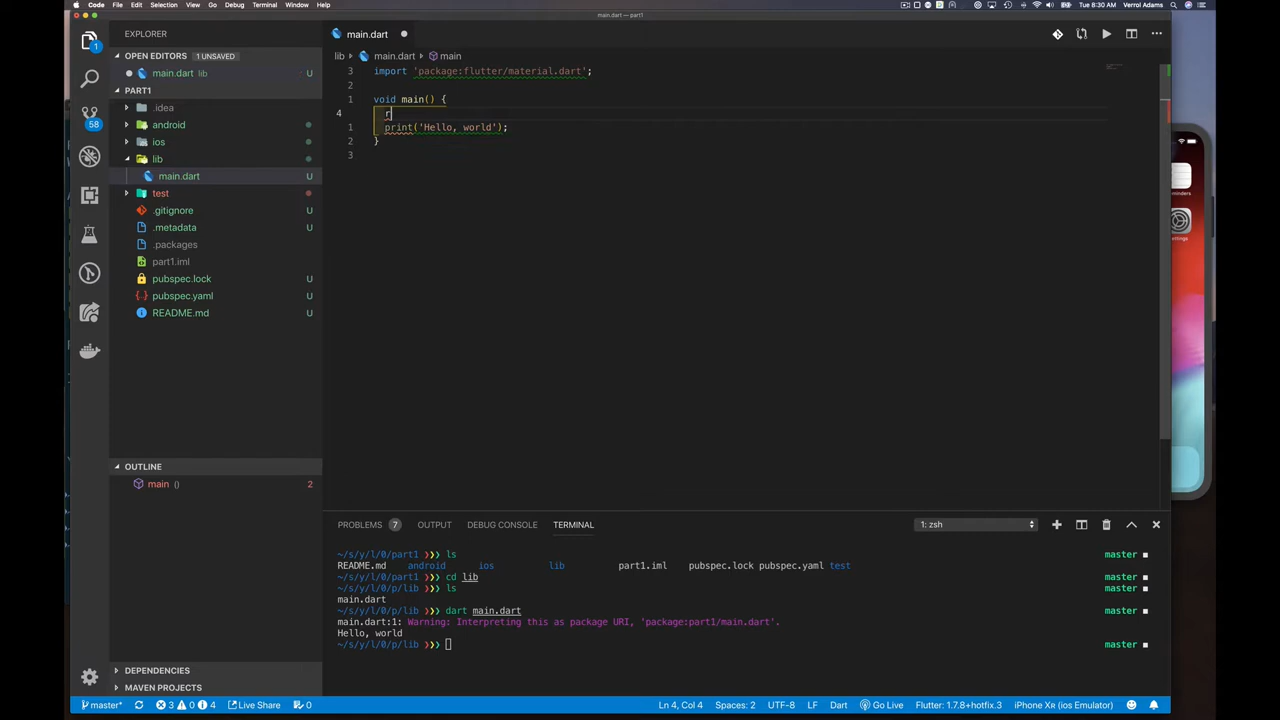 Code File Edit Selection View Go Debug Terminal Window Help
Tue 8:30 AM Verrol Adams
main.dart — part1
EXPLORER
OPEN EDITORS 1 UNSAVED
main.dart lib U
PART1
.idea
android
ios
lib
main.dart U
test
.gitignore U
.metadata U
.packages
part1.iml
pubspec.lock U
pubspec.yaml U
README.md U
OUTLINE
main () 2
DEPENDENCIES
MAVEN PROJECTS
1
58
main.dart
lib › main.dart › main
3 import 'package:flutter/material.dart';
2
1 void main() {
4 r
1 print('Hello, world');
2 }
3
PROBLEMS 7 OUTPUT DEBUG CONSOLE TERMINAL 1: zsh
~/s/y/l/0/part1 ❯❯❯ ls master ■
README.md android ios lib part1.iml pubspec.lock pubspec.yaml test
~/s/y/l/0/part1 ❯❯❯ cd lib master ■
~/s/y/l/0/p/lib ❯❯❯ ls master ■
main.dart
~/s/y/l/0/p/lib ❯❯❯ dart main.dart master ■
main.dart:1: Warning: Interpreting this as package URI, 'package:part1/main.dart'.
Hello, world
~/s/y/l/0/p/lib ❯❯❯ master ■
master* 3 0 4 Live Share 0 Ln 4, Col 4 Spaces: 2 UTF-8 LF Dart Go Live Flutter: 1.7.8+hotfix.3 iPhone Xʀ (ios Emulator)